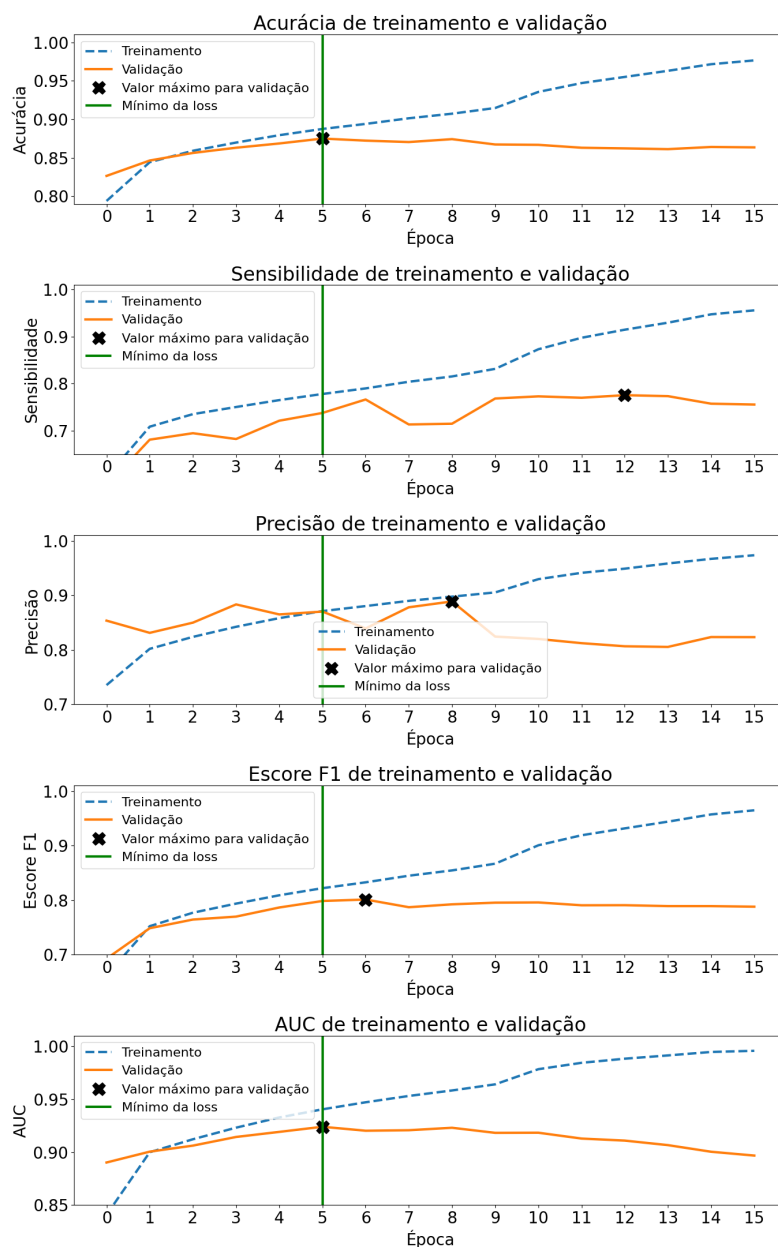 Acurácia de treinamento e validação
Treinamento
Validação
Valor máximo para validação
Mínimo da loss
Acurácia
1.00
0.95
0.90
0.85
0.80
0 1 2 3 4 5 6 7 8 9 10 11 12 13 14 15
Época
Sensibilidade de treinamento e validação
Treinamento
Validação
Valor máximo para validação
Mínimo da loss
Sensibilidade
1.0
0.9
0.8
0.7
0 1 2 3 4 5 6 7 8 9 10 11 12 13 14 15
Época
Precisão de treinamento e validação
Precisão
1.0
0.9
0.8
0.7
Treinamento
Validação
Valor máximo para validação
Mínimo da loss
0 1 2 3 4 5 6 7 8 9 10 11 12 13 14 15
Época
Escore F1 de treinamento e validação
Treinamento
Validação
Valor máximo para validação
Mínimo da loss
Escore F1
1.0
0.9
0.8
0.7
0 1 2 3 4 5 6 7 8 9 10 11 12 13 14 15
Época
AUC de treinamento e validação
Treinamento
Validação
Valor máximo para validação
Mínimo da loss
AUC
1.00
0.95
0.90
0.85
0 1 2 3 4 5 6 7 8 9 10 11 12 13 14 15
Época